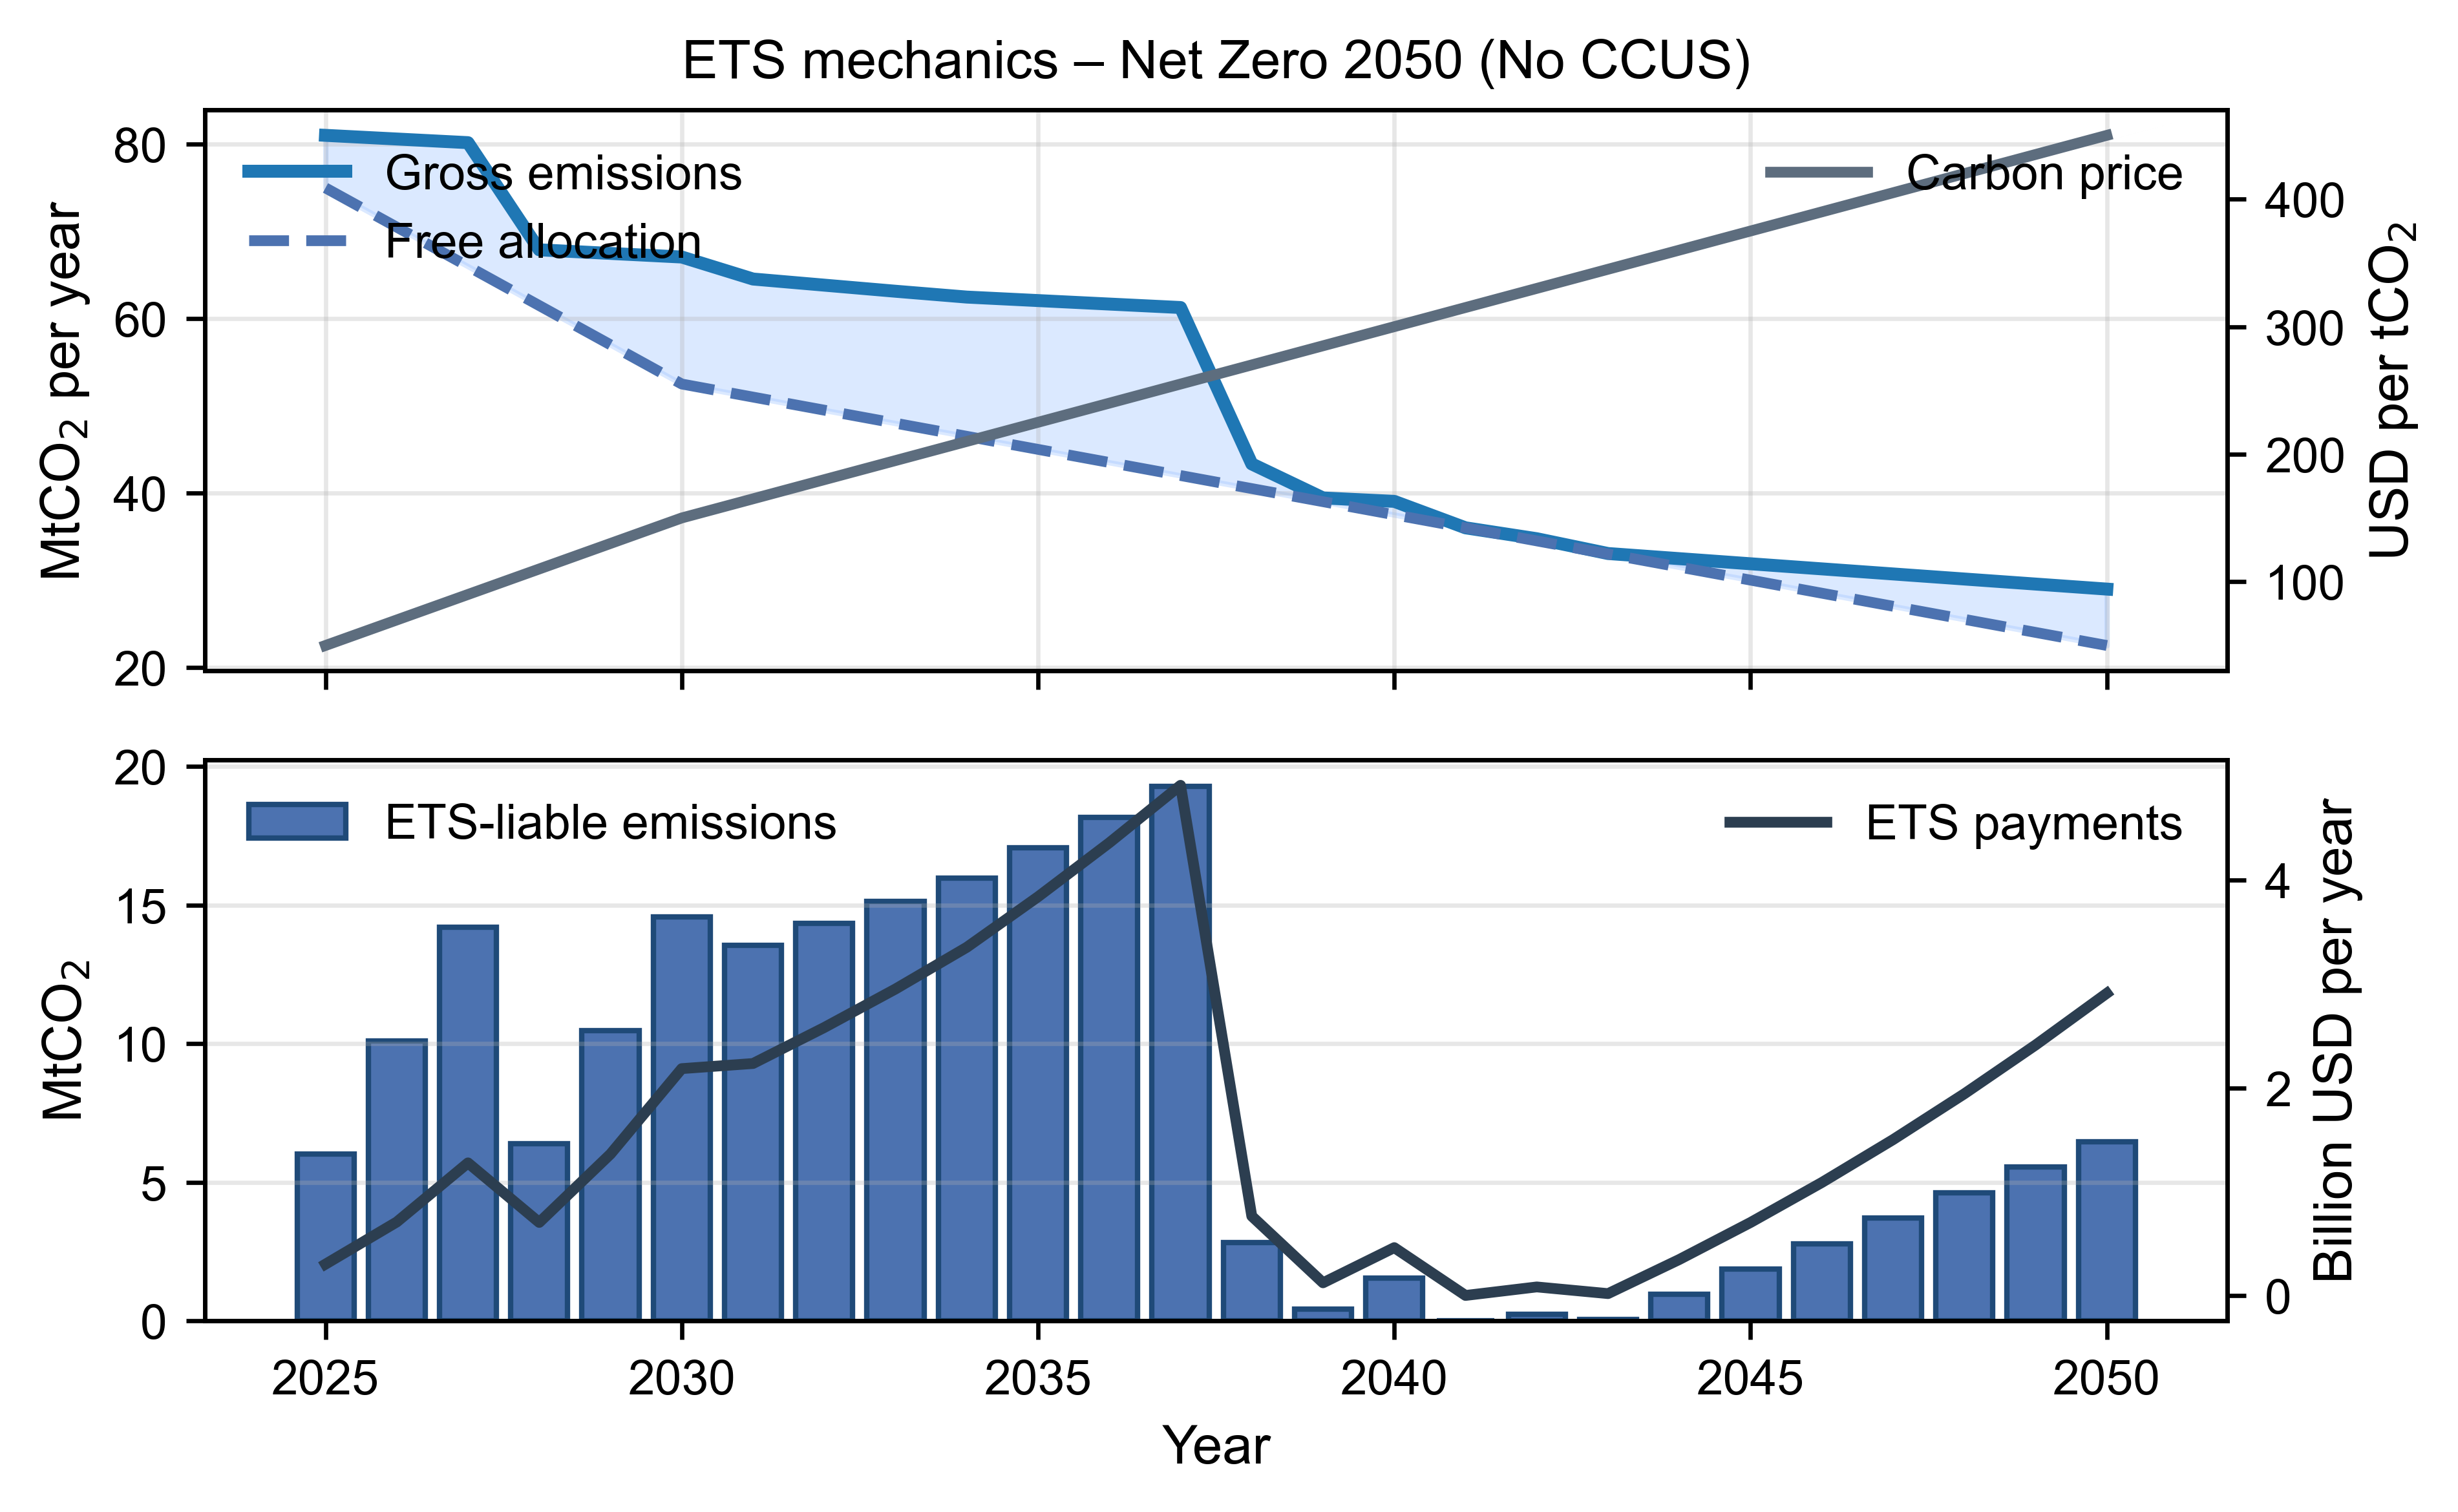 ETS mechanics – Net Zero 2050 (No CCUS)
MtCO₂ per year
80
60
40
20
Gross emissions
Free allocation
Carbon price
400
300
200
100
USD per tCO₂
MtCO₂
20
15
10
5
0
ETS-liable emissions
ETS payments
4
2
0
Billion USD per year
2025 2030 2035 2040 2045 2050
Year